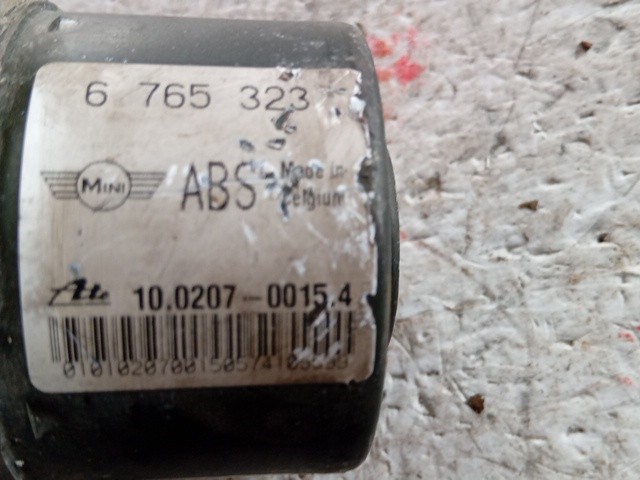 6 765 323
MINI
ABS Made in
Belgium
Ate 10.0207-0015.4